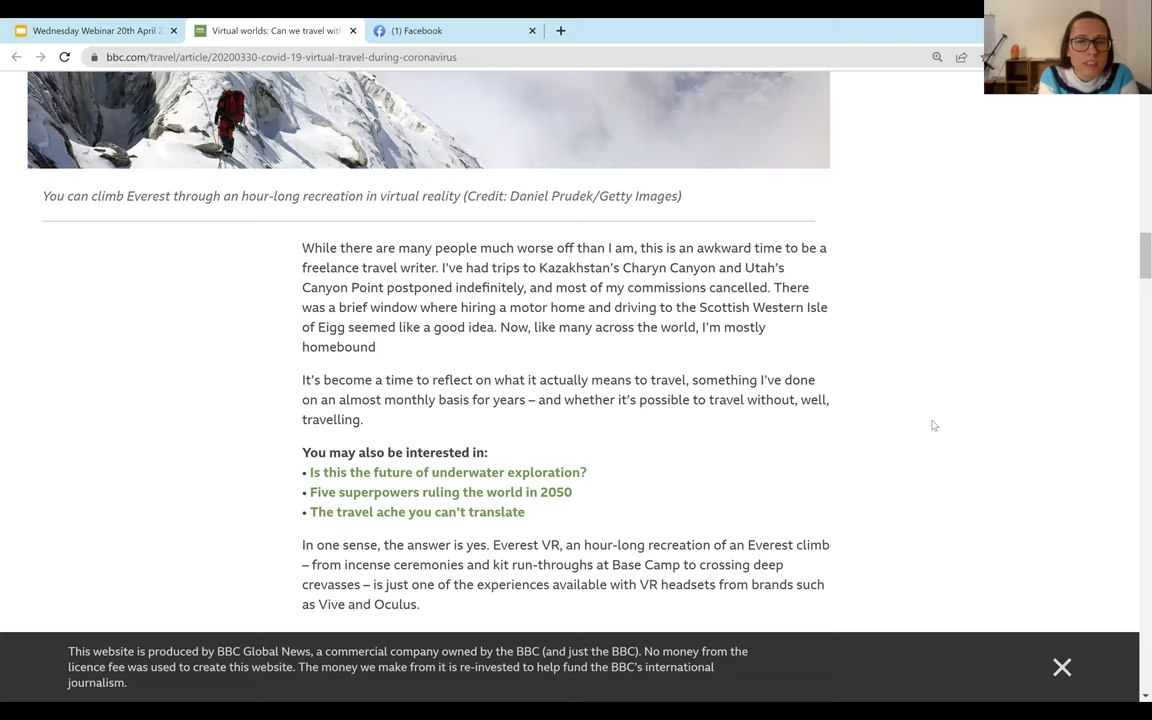 Wednesday Webinar 20th April 2
Virtual worlds: Can we travel with
(1) Facebook
bbc.com/travel/article/20200330-covid-19-virtual-travel-during-coronavirus
You can climb Everest through an hour-long recreation in virtual reality (Credit: Daniel Prudek/Getty Images)
While there are many people much worse off than I am, this is an awkward time to be a
freelance travel writer. I've had trips to Kazakhstan's Charyn Canyon and Utah's
Canyon Point postponed indefinitely, and most of my commissions cancelled. There
was a brief window where hiring a motor home and driving to the Scottish Western Isle
of Eigg seemed like a good idea. Now, like many across the world, I'm mostly
homebound
It's become a time to reflect on what it actually means to travel, something I've done
on an almost monthly basis for years – and whether it's possible to travel without, well,
travelling.
You may also be interested in:
• Is this the future of underwater exploration?
• Five superpowers ruling the world in 2050
• The travel ache you can't translate
In one sense, the answer is yes. Everest VR, an hour-long recreation of an Everest climb
– from incense ceremonies and kit run-throughs at Base Camp to crossing deep
crevasses – is just one of the experiences available with VR headsets from brands such
as Vive and Oculus.
This website is produced by BBC Global News, a commercial company owned by the BBC (and just the BBC). No money from the
licence fee was used to create this website. The money we make from it is re-invested to help fund the BBC's international
journalism.